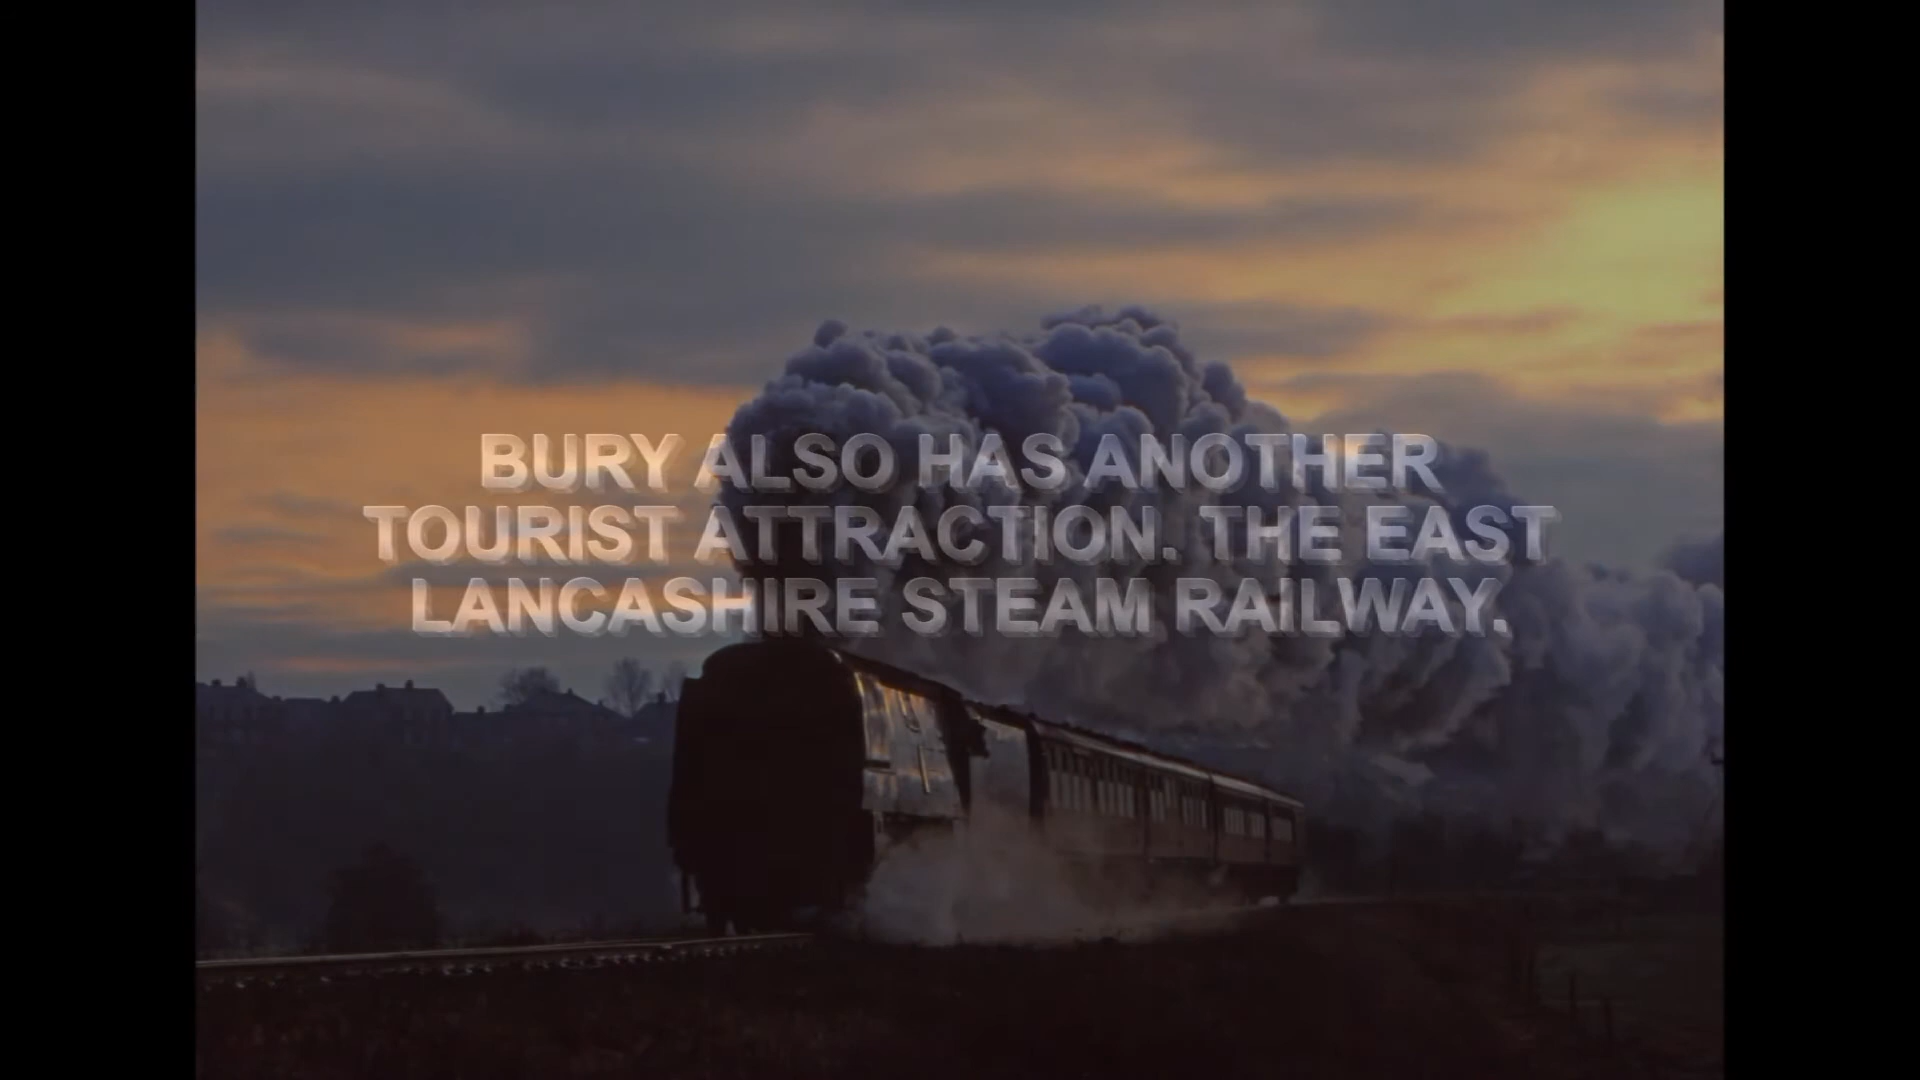 BURY ALSO HAS ANOTHER
TOURIST ATTRACTION. THE EAST
LANCASHIRE STEAM RAILWAY.